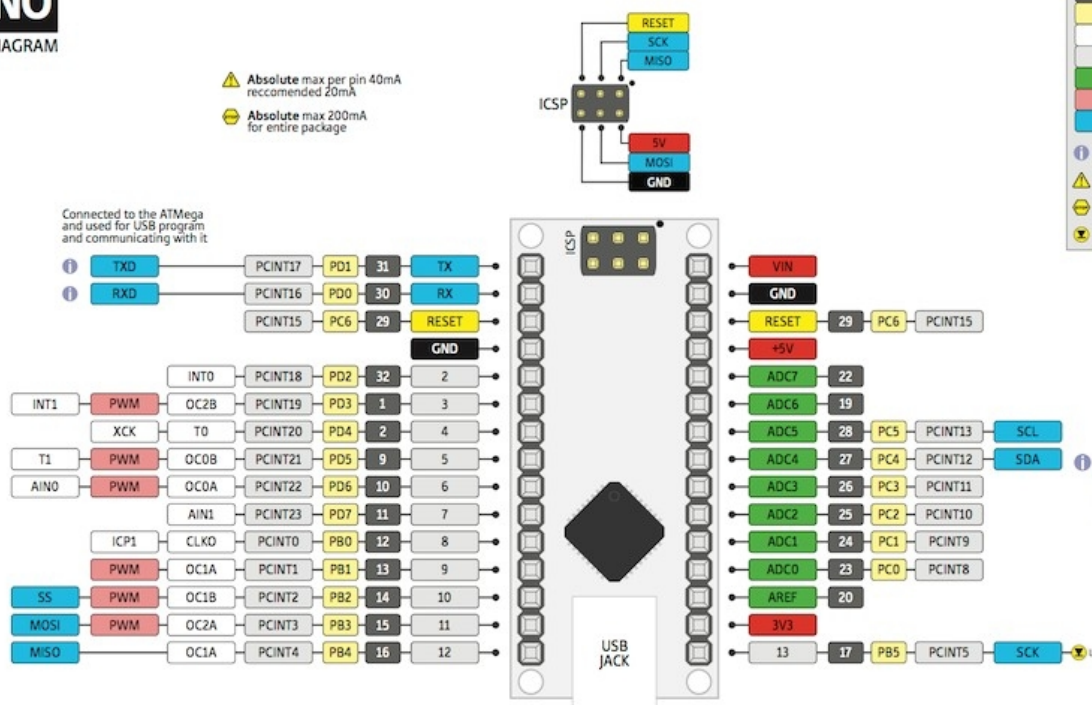 NO
AGRAM
Absolute max per pin 40mA
reccomended 20mA
Absolute max 200mA
for entire package
RESET
SCK
MISO
ICSP
5V
MOSI
GND
Connected to the ATMega
and used for USB program
and communicating with it
ICSP
TXD PCINT17 PD1 31 TX VIN
RXD PCINT16 PD0 30 RX GND
PCINT15 PC6 29 RESET RESET 29 PC6 PCINT15
GND +5V
INT0 PCINT18 PD2 32 2 ADC7 22
INT1 PWM OC2B PCINT19 PD3 1 3 ADC6 19
XCK T0 PCINT20 PD4 2 4 ADC5 28 PC5 PCINT13 SCL
T1 PWM OC0B PCINT21 PD5 9 5 ADC4 27 PC4 PCINT12 SDA
AIN0 PWM OC0A PCINT22 PD6 10 6 ADC3 26 PC3 PCINT11
AIN1 PCINT23 PD7 11 7 ADC2 25 PC2 PCINT10
ICP1 CLKO PCINT0 PB0 12 8 ADC1 24 PC1 PCINT9
PWM OC1A PCINT1 PB1 13 9 ADC0 23 PC0 PCINT8
SS PWM OC1B PCINT2 PB2 14 10 AREF 20
MOSI PWM OC2A PCINT3 PB3 15 11 3V3
MISO OC1A PCINT4 PB4 16 12 13 17 PB5 PCINT5 SCK
USB
JACK